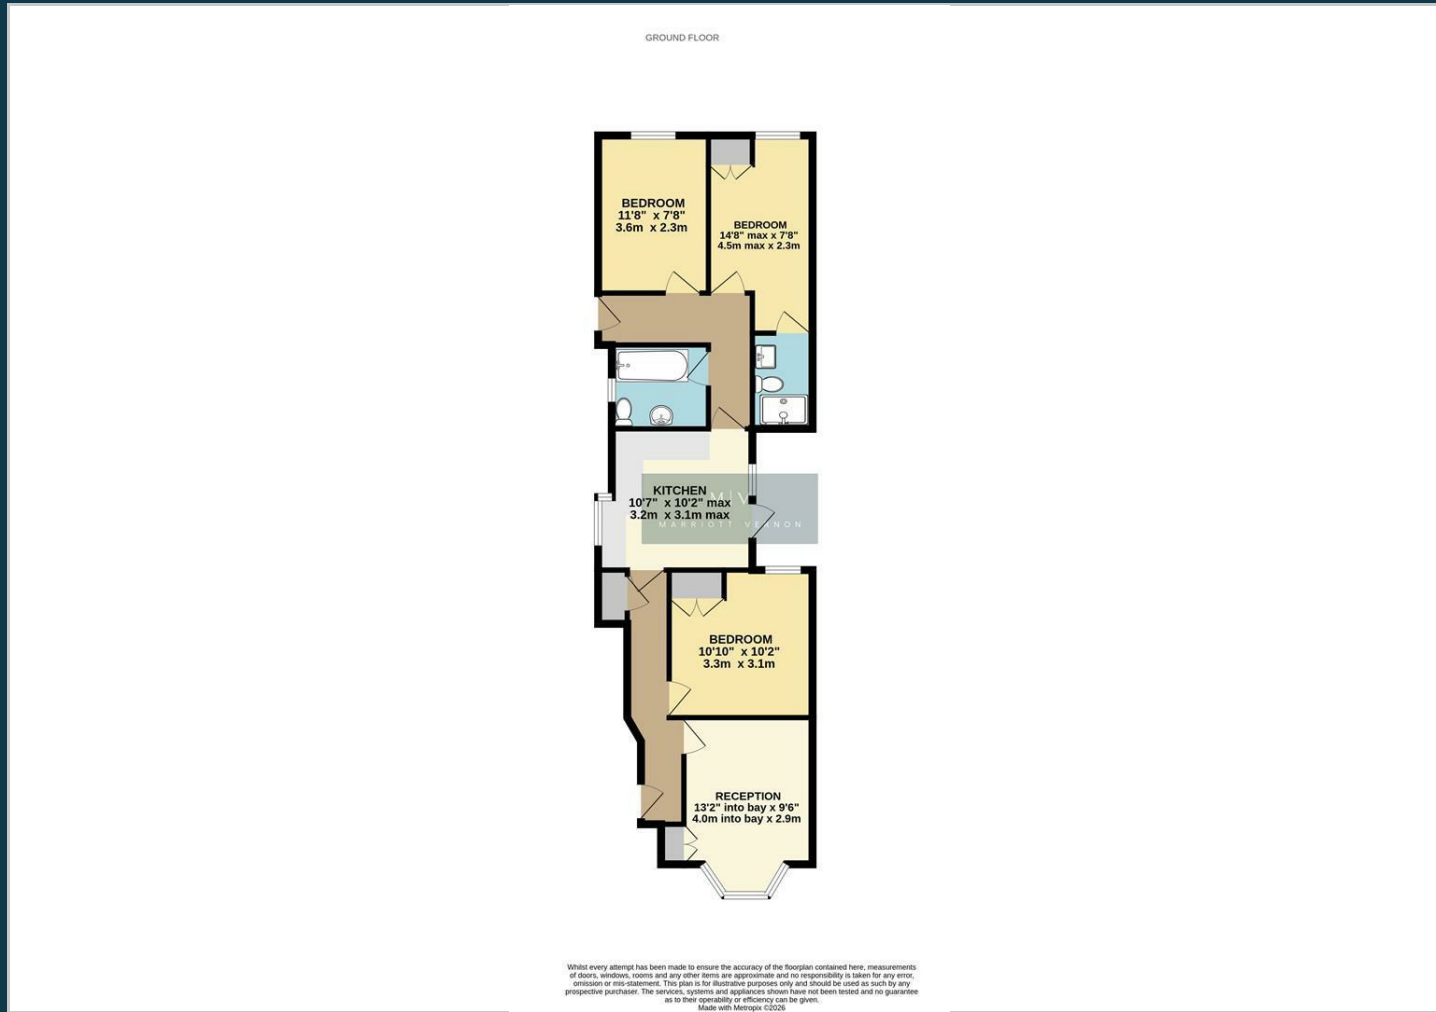 GROUND FLOOR
BEDROOM
11'8" x 7'8"
3.6m x 2.3m
BEDROOM
14'8" max x 7'8"
4.5m max x 2.3m
KITCHEN
10'7" x 10'2" max
3.2m x 3.1m max
M|V
MARRIOTT VERNON
BEDROOM
10'10" x 10'2"
3.3m x 3.1m
RECEPTION
13'2" into bay x 9'6"
4.0m into bay x 2.9m
Whilst every attempt has been made to ensure the accuracy of the floorplan contained here, measurements
of doors, windows, rooms and any other items are approximate and no responsibility is taken for any error,
omission or mis-statement. This plan is for illustrative purposes only and should be used as such by any
prospective purchaser. The services, systems and appliances shown have not been tested and no guarantee
as to their operability or efficiency can be given.
Made with Metropix ©2026